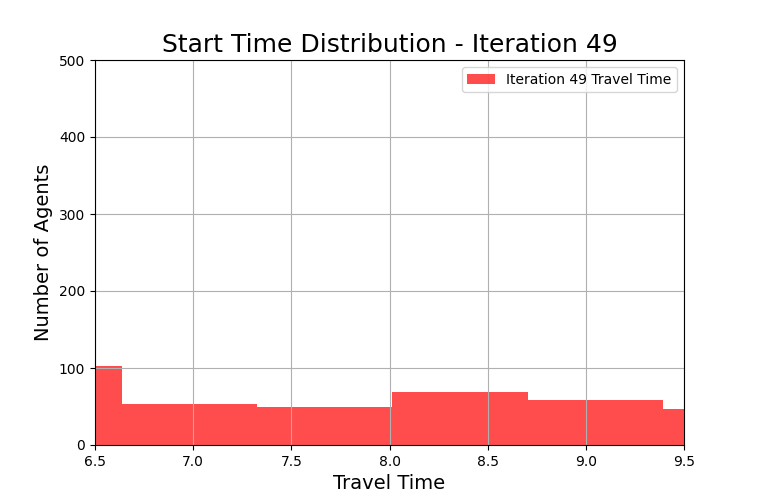 Start Time Distribution - Iteration 49
Iteration 49 Travel Time
500
400
300
200
100
0
Number of Agents
6.5 7.0 7.5 8.0 8.5 9.0 9.5
Travel Time